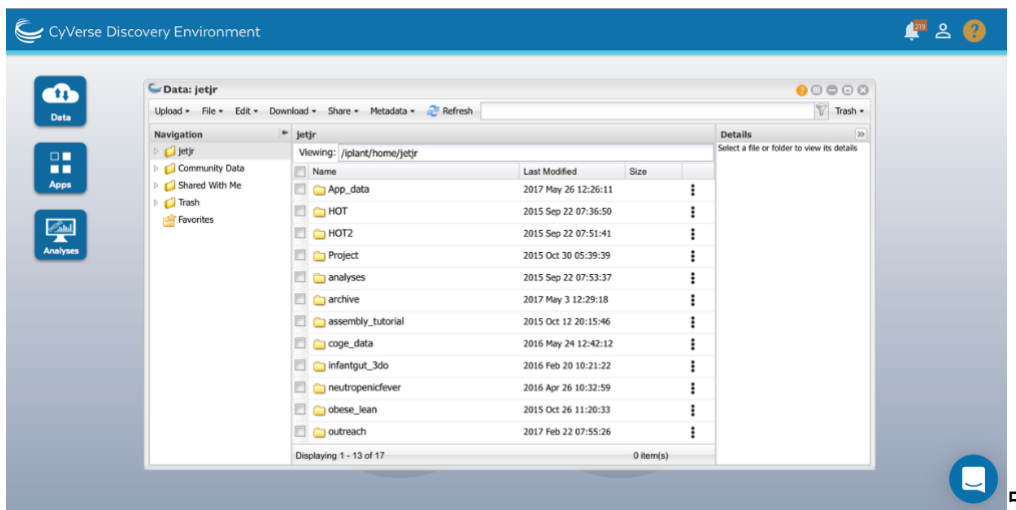 CyVerse Discovery Environment
219
?
Data
Apps
Analyses
Data: jetjr
?
Upload File Edit Download Share Metadata Refresh Trash
Navigation
jetjr
Community Data
Shared With Me
Trash
Favorites
jetjr
Viewing: /iplant/home/jetjr
Name Last Modified Size
App_data 2017 May 26 12:26:11
HOT 2015 Sep 22 07:36:50
HOT2 2015 Sep 22 07:51:41
Project 2015 Oct 30 05:39:39
analyses 2015 Sep 22 07:53:37
archive 2017 May 3 12:29:18
assembly_tutorial 2015 Oct 12 20:15:46
coge_data 2016 May 24 12:42:12
infantgut_3do 2016 Feb 20 10:21:22
neutropenicfever 2016 Apr 26 10:32:59
obese_lean 2015 Oct 26 11:20:33
outreach 2017 Feb 22 07:55:26
Displaying 1 - 13 of 17 0 item(s)
Details
Select a file or folder to view its details